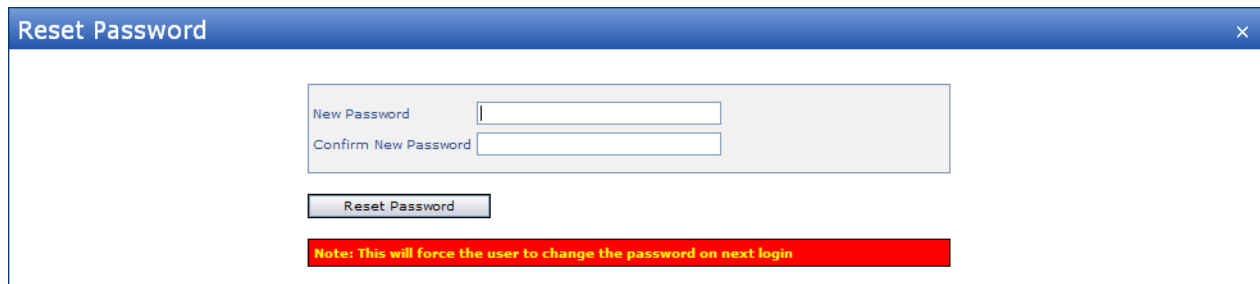 Reset Password
×
New Password
Confirm New Password
Reset Password
Note: This will force the user to change the password on next login